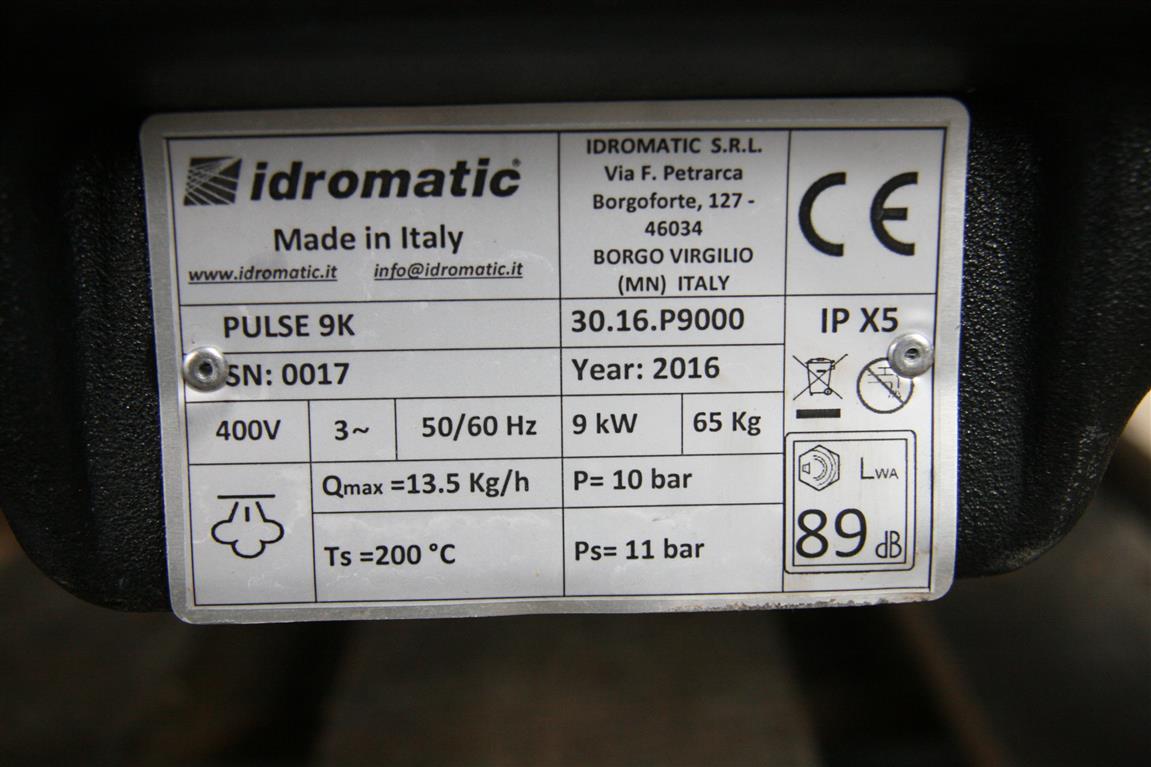 idromatic
Made in Italy
www.idromatic.it info@idromatic.it
IDROMATIC S.R.L.
Via F. Petrarca
Borgoforte, 127 -
46034
BORGO VIRGILIO
(MN) ITALY
CE
PULSE 9K
30.16.P9000
IP X5
SN: 0017
Year: 2016
400V
3~
50/60 Hz
9 kW
65 Kg
Qmax =13.5 Kg/h
P= 10 bar
LWA
89 dB
Ts =200 °C
Ps= 11 bar